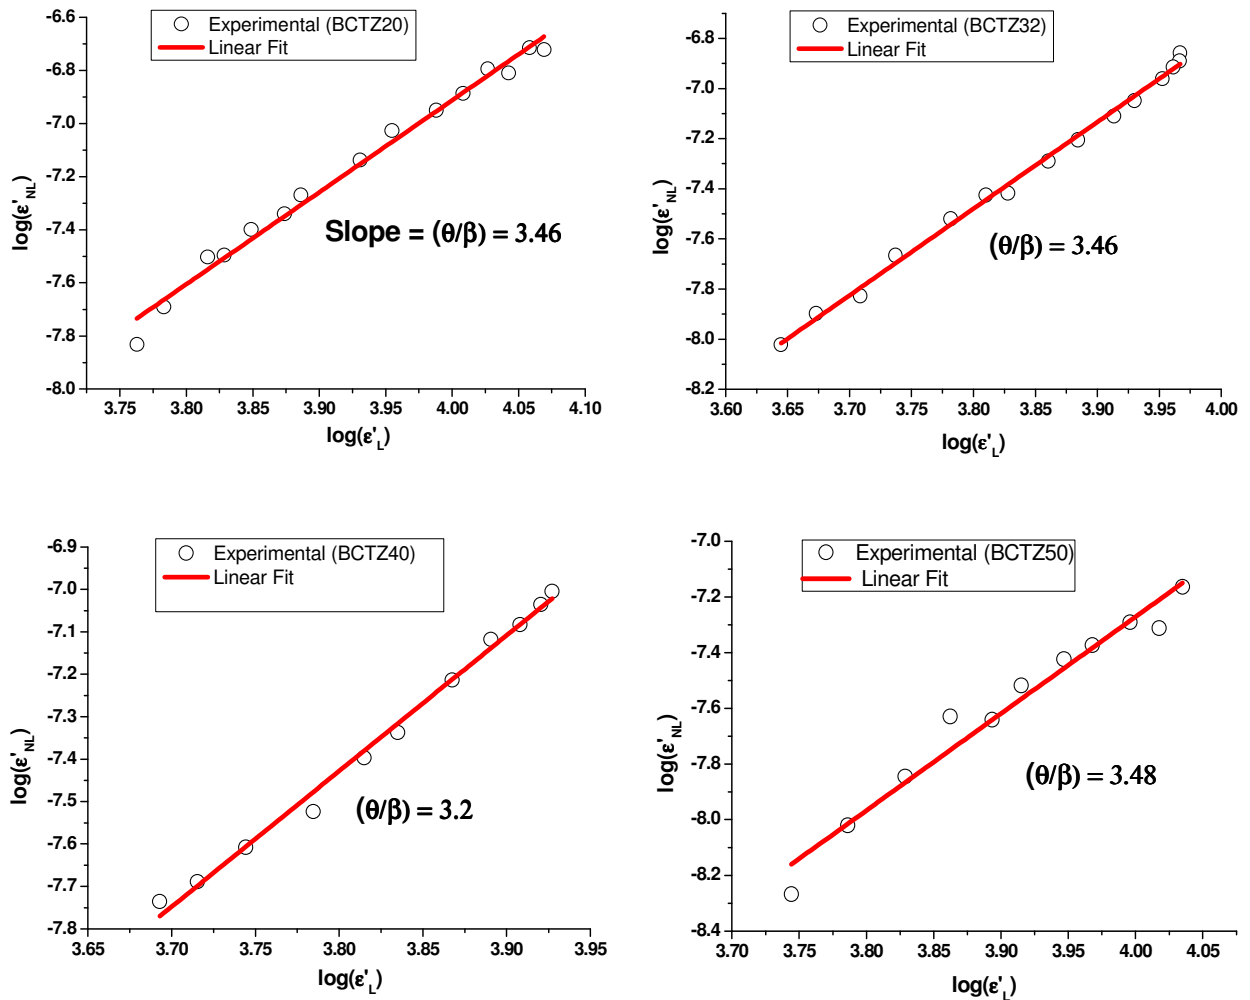 Experimental (BCTZ20)
Linear Fit
-6.6
-6.8
-7.0
-7.2
-7.4
-7.6
-7.8
-8.0
log(ε'NL)
Slope = (θ/β) = 3.46
3.75 3.80 3.85 3.90 3.95 4.00 4.05 4.10
log(ε'L)
Experimental (BCTZ32)
Linear Fit
-6.8
-7.0
-7.2
-7.4
-7.6
-7.8
-8.0
-8.2
log(ε'NL)
(θ/β) = 3.46
3.60 3.65 3.70 3.75 3.80 3.85 3.90 3.95 4.00
log(ε'L)
Experimental (BCTZ40)
Linear Fit
-6.9
-7.0
-7.1
-7.2
-7.3
-7.4
-7.5
-7.6
-7.7
-7.8
log(ε'NL)
(θ/β) = 3.2
3.65 3.70 3.75 3.80 3.85 3.90 3.95
log(ε'L)
Experimental (BCTZ50)
Linear Fit
-7.0
-7.2
-7.4
-7.6
-7.8
-8.0
-8.2
-8.4
log(ε'NL)
(θ/β) = 3.48
3.70 3.75 3.80 3.85 3.90 3.95 4.00 4.05
log(ε'L)